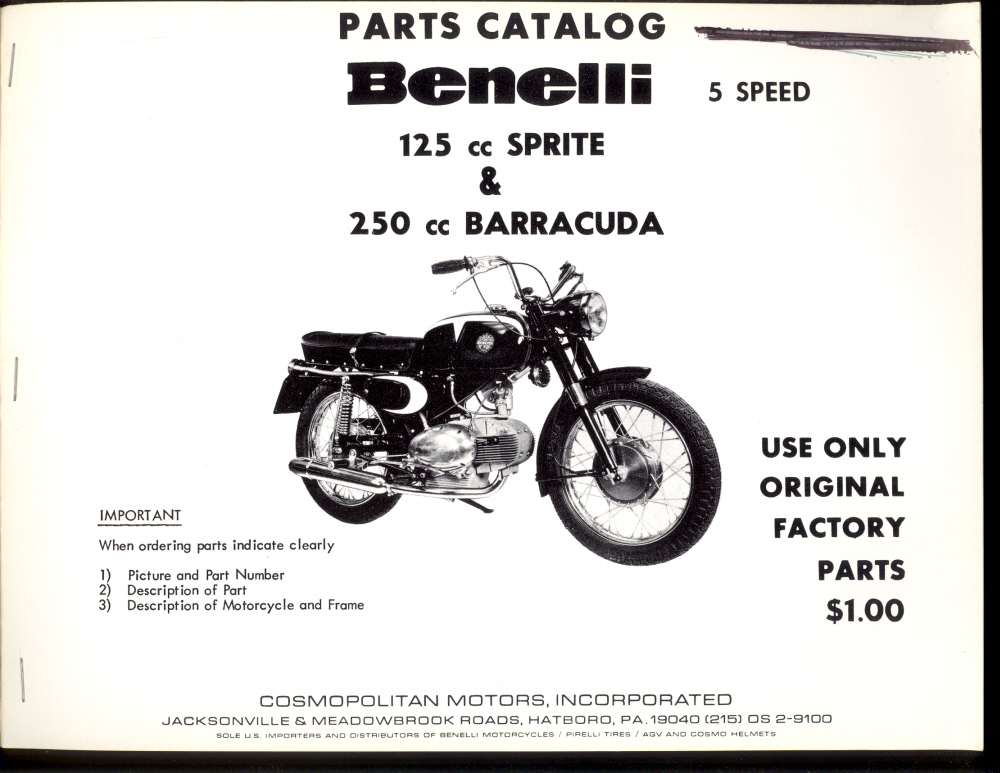 PARTS CATALOG
Benelli 5 SPEED
125 cc SPRITE
&
250 cc BARRACUDA
USE ONLY
ORIGINAL
FACTORY
PARTS
$1.00
IMPORTANT
When ordering parts indicate clearly
1) Picture and Part Number
2) Description of Part
3) Description of Motorcycle and Frame
COSMOPOLITAN MOTORS, INCORPORATED
JACKSONVILLE & MEADOWBROOK ROADS, HATBORO, PA. 19040 (215) OS 2-9100
SOLE U.S. IMPORTERS AND DISTRIBUTORS OF BENELLI MOTORCYCLES / PIRELLI TIRES / AGV AND COSMO HELMETS